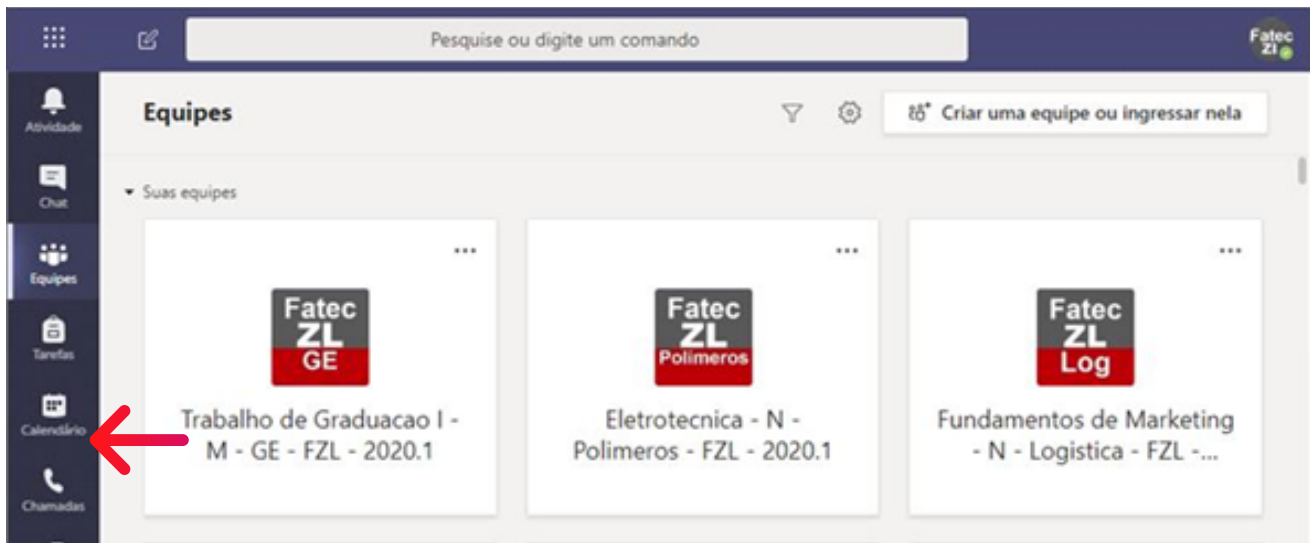 Pesquise ou digite um comando
Fatec
Zl
Atividade
Chat
Equipes
Tarefas
Calendário
Chamadas
Equipes
Criar uma equipe ou ingressar nela
Suas equipes
Fatec
ZL
GE
Trabalho de Graduacao I -
M - GE - FZL - 2020.1
Fatec
ZL
Polimeros
Eletrotecnica - N -
Polimeros - FZL - 2020.1
Fatec
ZL
Log
Fundamentos de Marketing
- N - Logistica - FZL -...